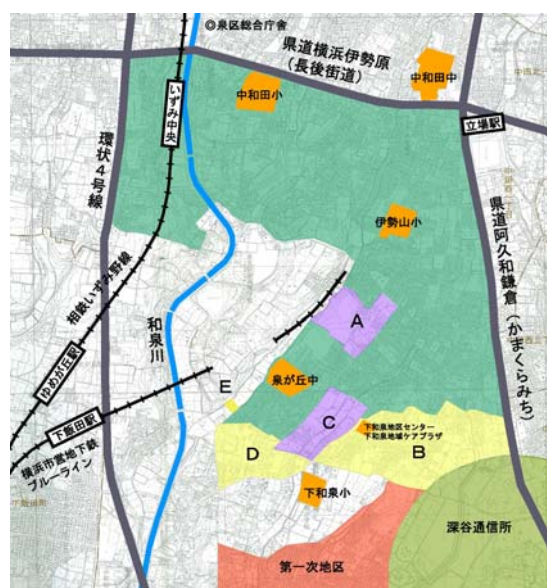 ◎泉区総合庁舎
県道横浜伊勢原
(長後街道)
中和田中
中和田小
いずみ中央
立場駅
環状4号線
伊勢山小
県道阿久和鎌倉(かまくらみち)
相鉄いずみ野線
和泉川
A
ゆめが丘駅
泉が丘中
E
下飯田駅
C
下和泉地区センター
下和泉地域ケアプラザ
横浜市営地下鉄
ブルーライン
D
B
下和泉小
深谷通信所
第一次地区